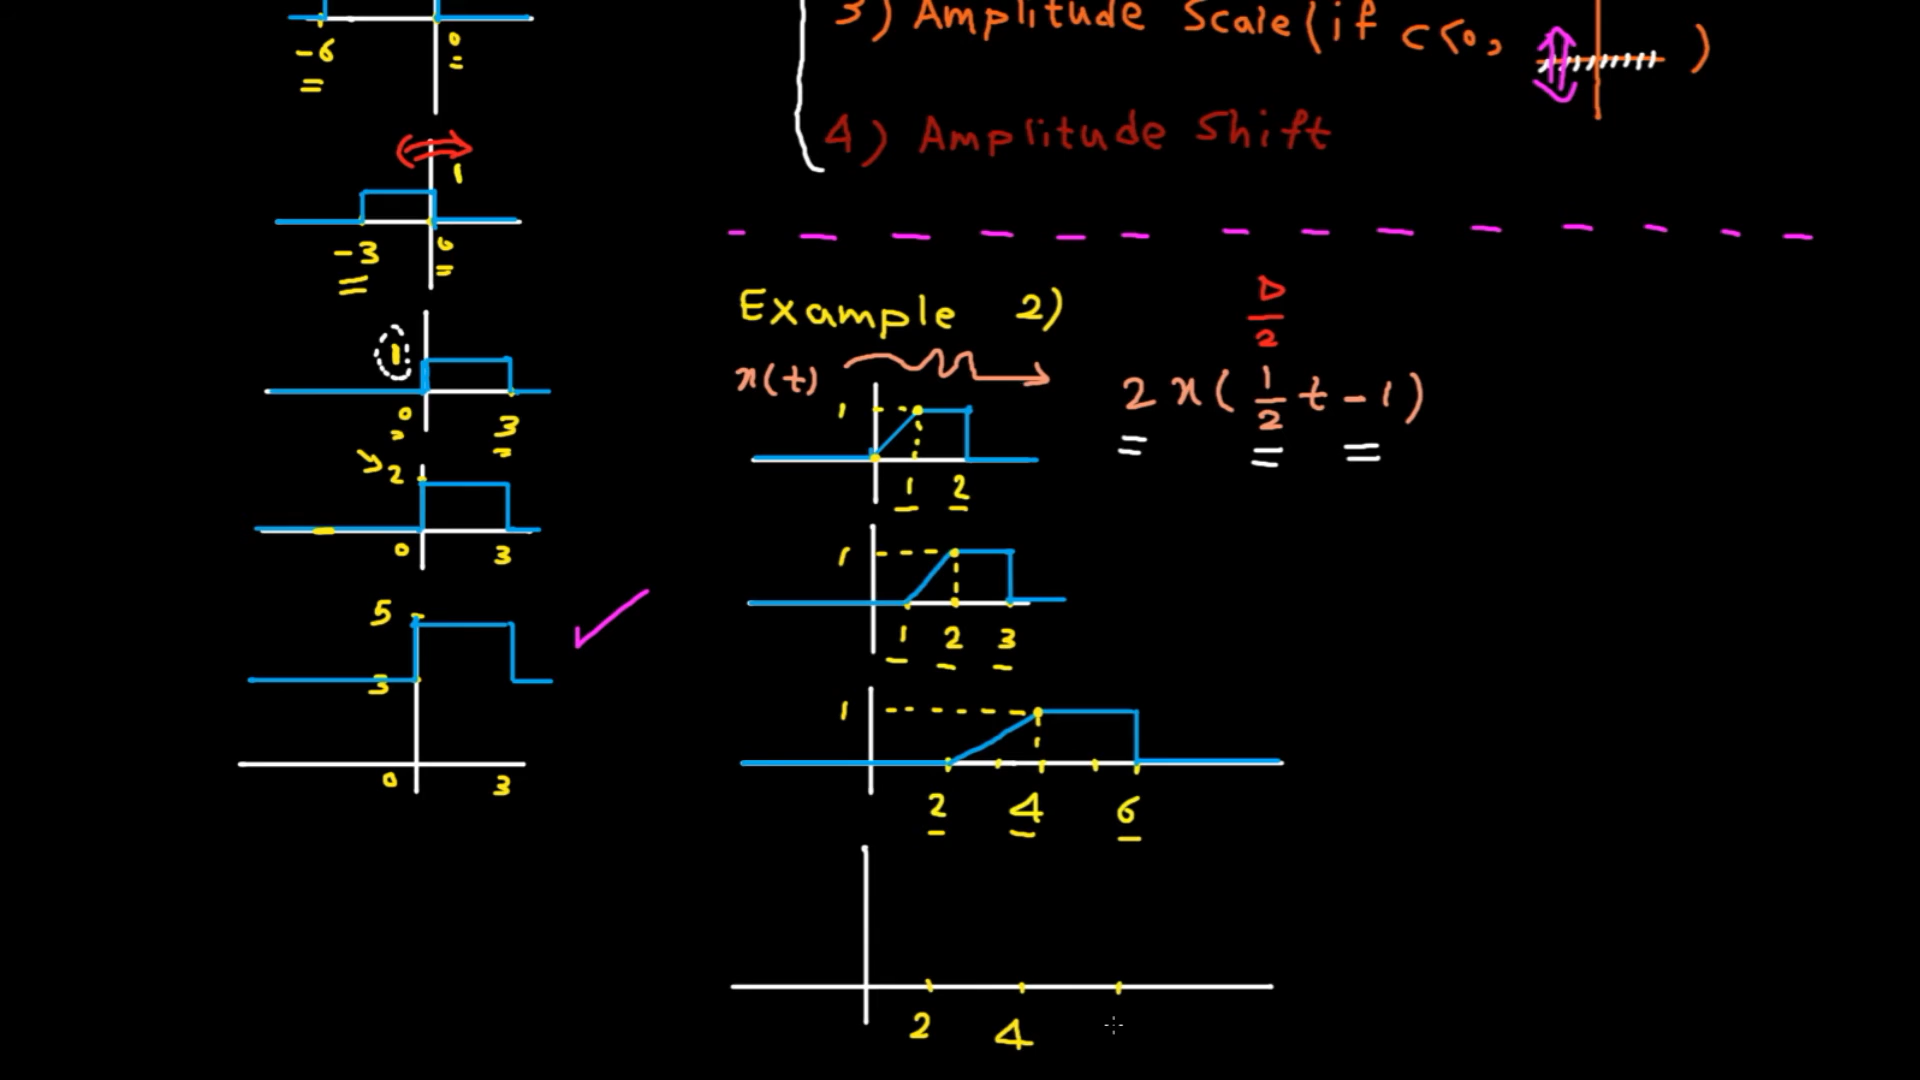 3) Amplitude Scale (if c<0, )
4) Amplitude Shift
-6 0
1
-3 0
1
0 3
2
0 3
5
3
0 3
Example 2)
x(t)
2x(1/2 t - 1)
2
1
1 2
1
1 2 3
1
2 4 6
2 4